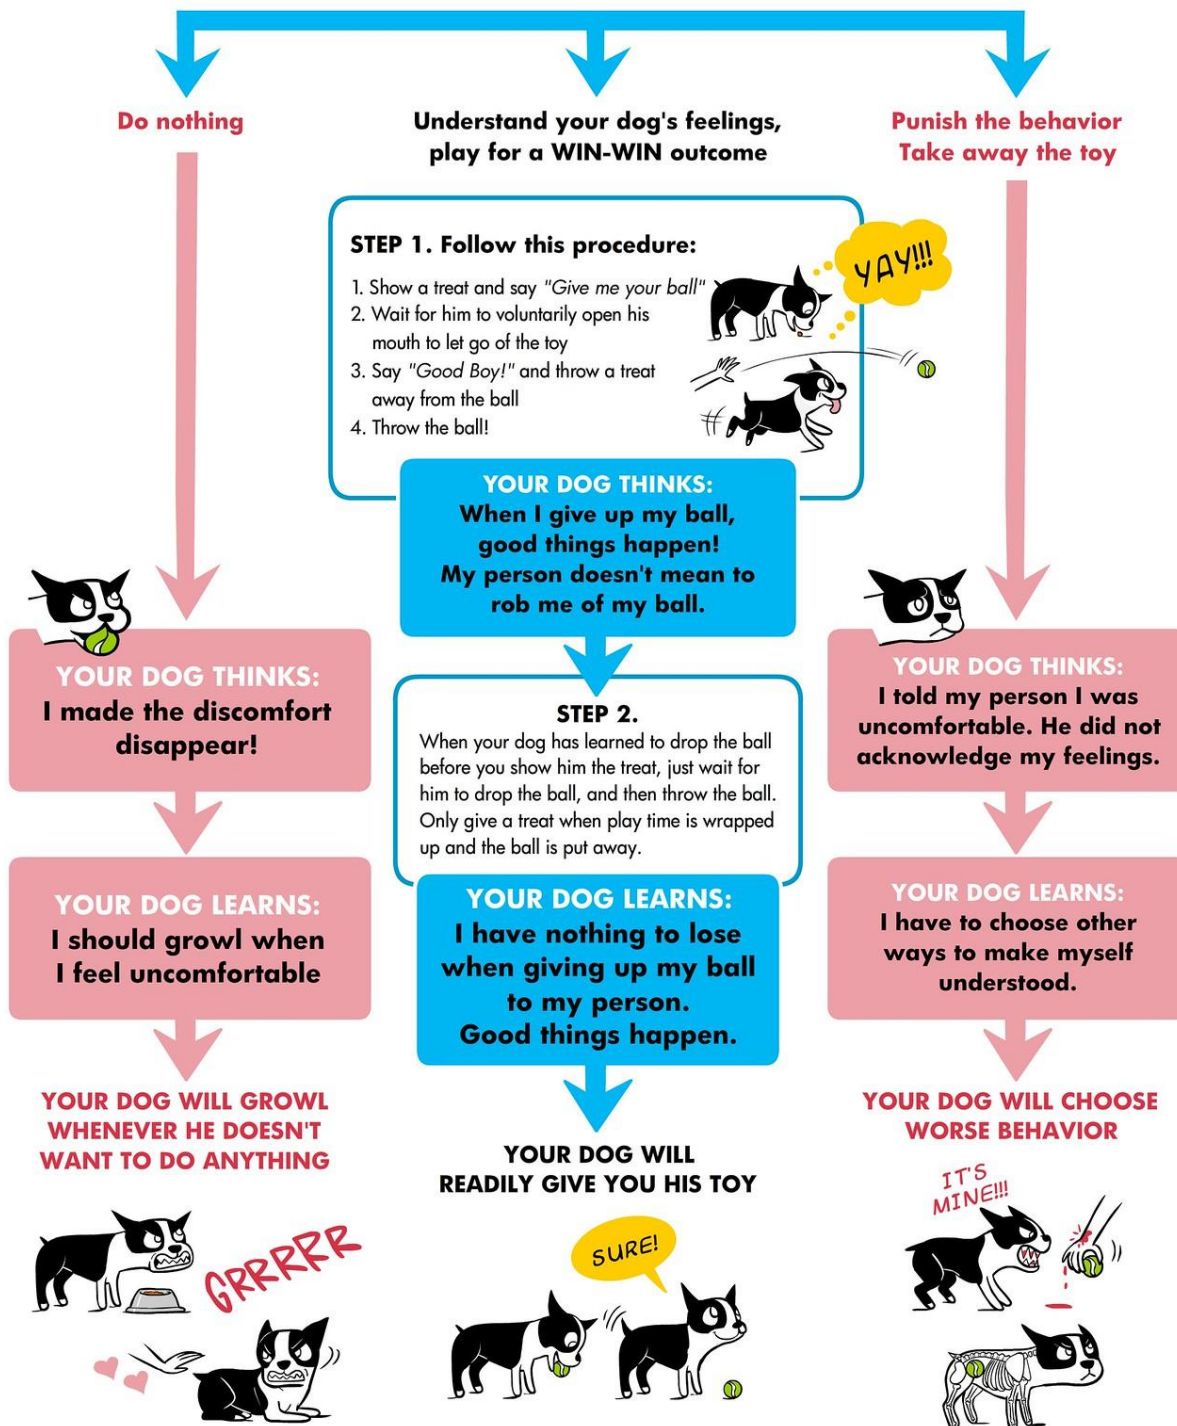 Do nothing
Understand your dog's feelings,
play for a WIN-WIN outcome
Punish the behavior
Take away the toy
STEP 1. Follow this procedure:
1. Show a treat and say "Give me your ball"
2. Wait for him to voluntarily open his
mouth to let go of the toy
3. Say "Good Boy!" and throw a treat
away from the ball
4. Throw the ball!
YAY!!!
YOUR DOG THINKS:
When I give up my ball,
good things happen!
My person doesn't mean to
rob me of my ball.
YOUR DOG THINKS:
I made the discomfort
disappear!
YOUR DOG THINKS:
I told my person I was
uncomfortable. He did not
acknowledge my feelings.
STEP 2.
When your dog has learned to drop the ball
before you show him the treat, just wait for
him to drop the ball, and then throw the ball.
Only give a treat when play time is wrapped
up and the ball is put away.
YOUR DOG LEARNS:
I should growl when
I feel uncomfortable
YOUR DOG LEARNS:
I have nothing to lose
when giving up my ball
to my person.
Good things happen.
YOUR DOG LEARNS:
I have to choose other
ways to make myself
understood.
YOUR DOG WILL GROWL
WHENEVER HE DOESN'T
WANT TO DO ANYTHING
YOUR DOG WILL
READILY GIVE YOU HIS TOY
YOUR DOG WILL CHOOSE
WORSE BEHAVIOR
GRRRRR
SURE!
IT'S
MINE!!!